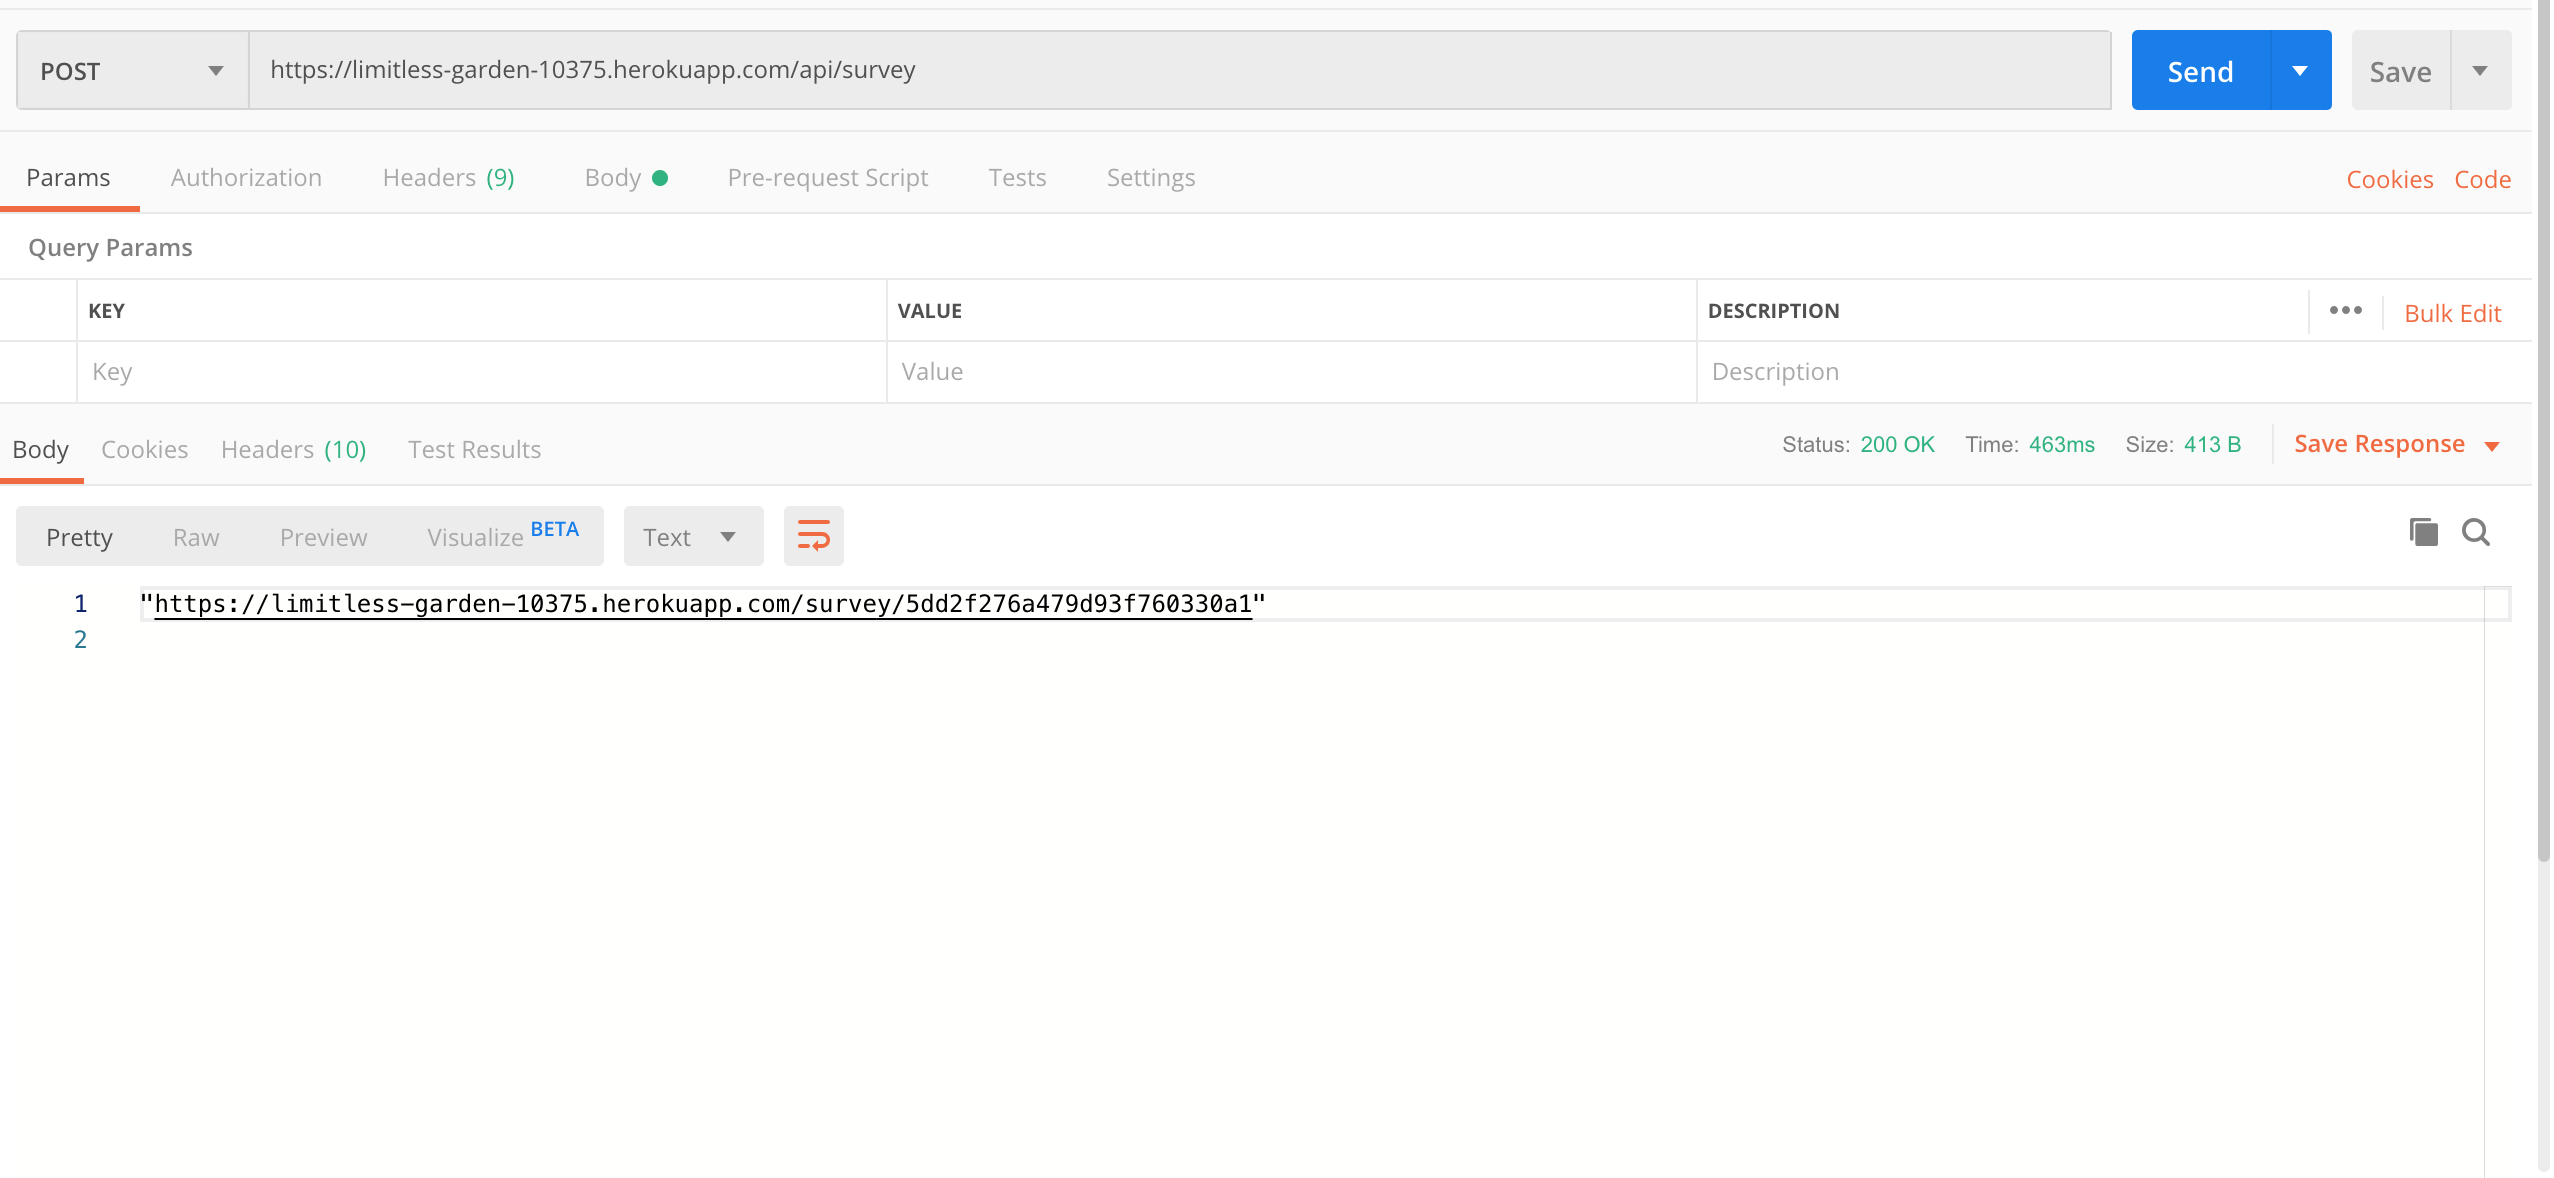 POST https://limitless-garden-10375.herokuapp.com/api/survey Send Save
Params Authorization Headers (9) Body Pre-request Script Tests Settings Cookies Code
Query Params
KEY VALUE DESCRIPTION Bulk Edit
Key Value Description
Body Cookies Headers (10) Test Results Status: 200 OK Time: 463ms Size: 413 B Save Response
Pretty Raw Preview Visualize BETA Text
1 "https://limitless-garden-10375.herokuapp.com/survey/5dd2f276a479d93f760330a1"
2